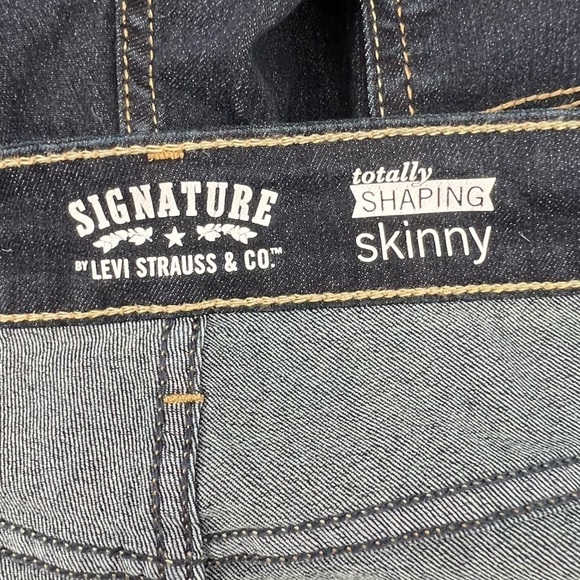 SIGNATURE
BY LEVI STRAUSS & CO.™
totally
SHAPING
skinny